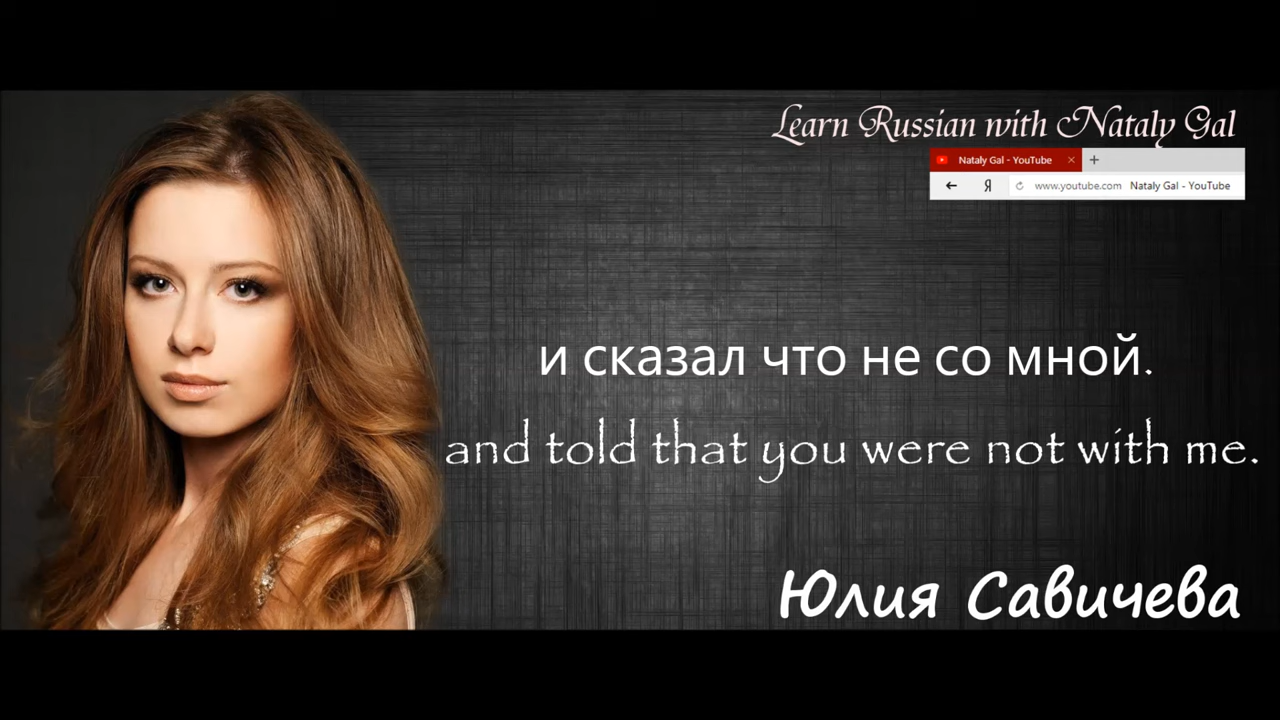 Learn Russian with Nataly Gal
Nataly Gal - YouTube × +
← Я www.youtube.com Nataly Gal - YouTube
и сказал что не со мной.
and told that you were not with me.
Юлия Савичева